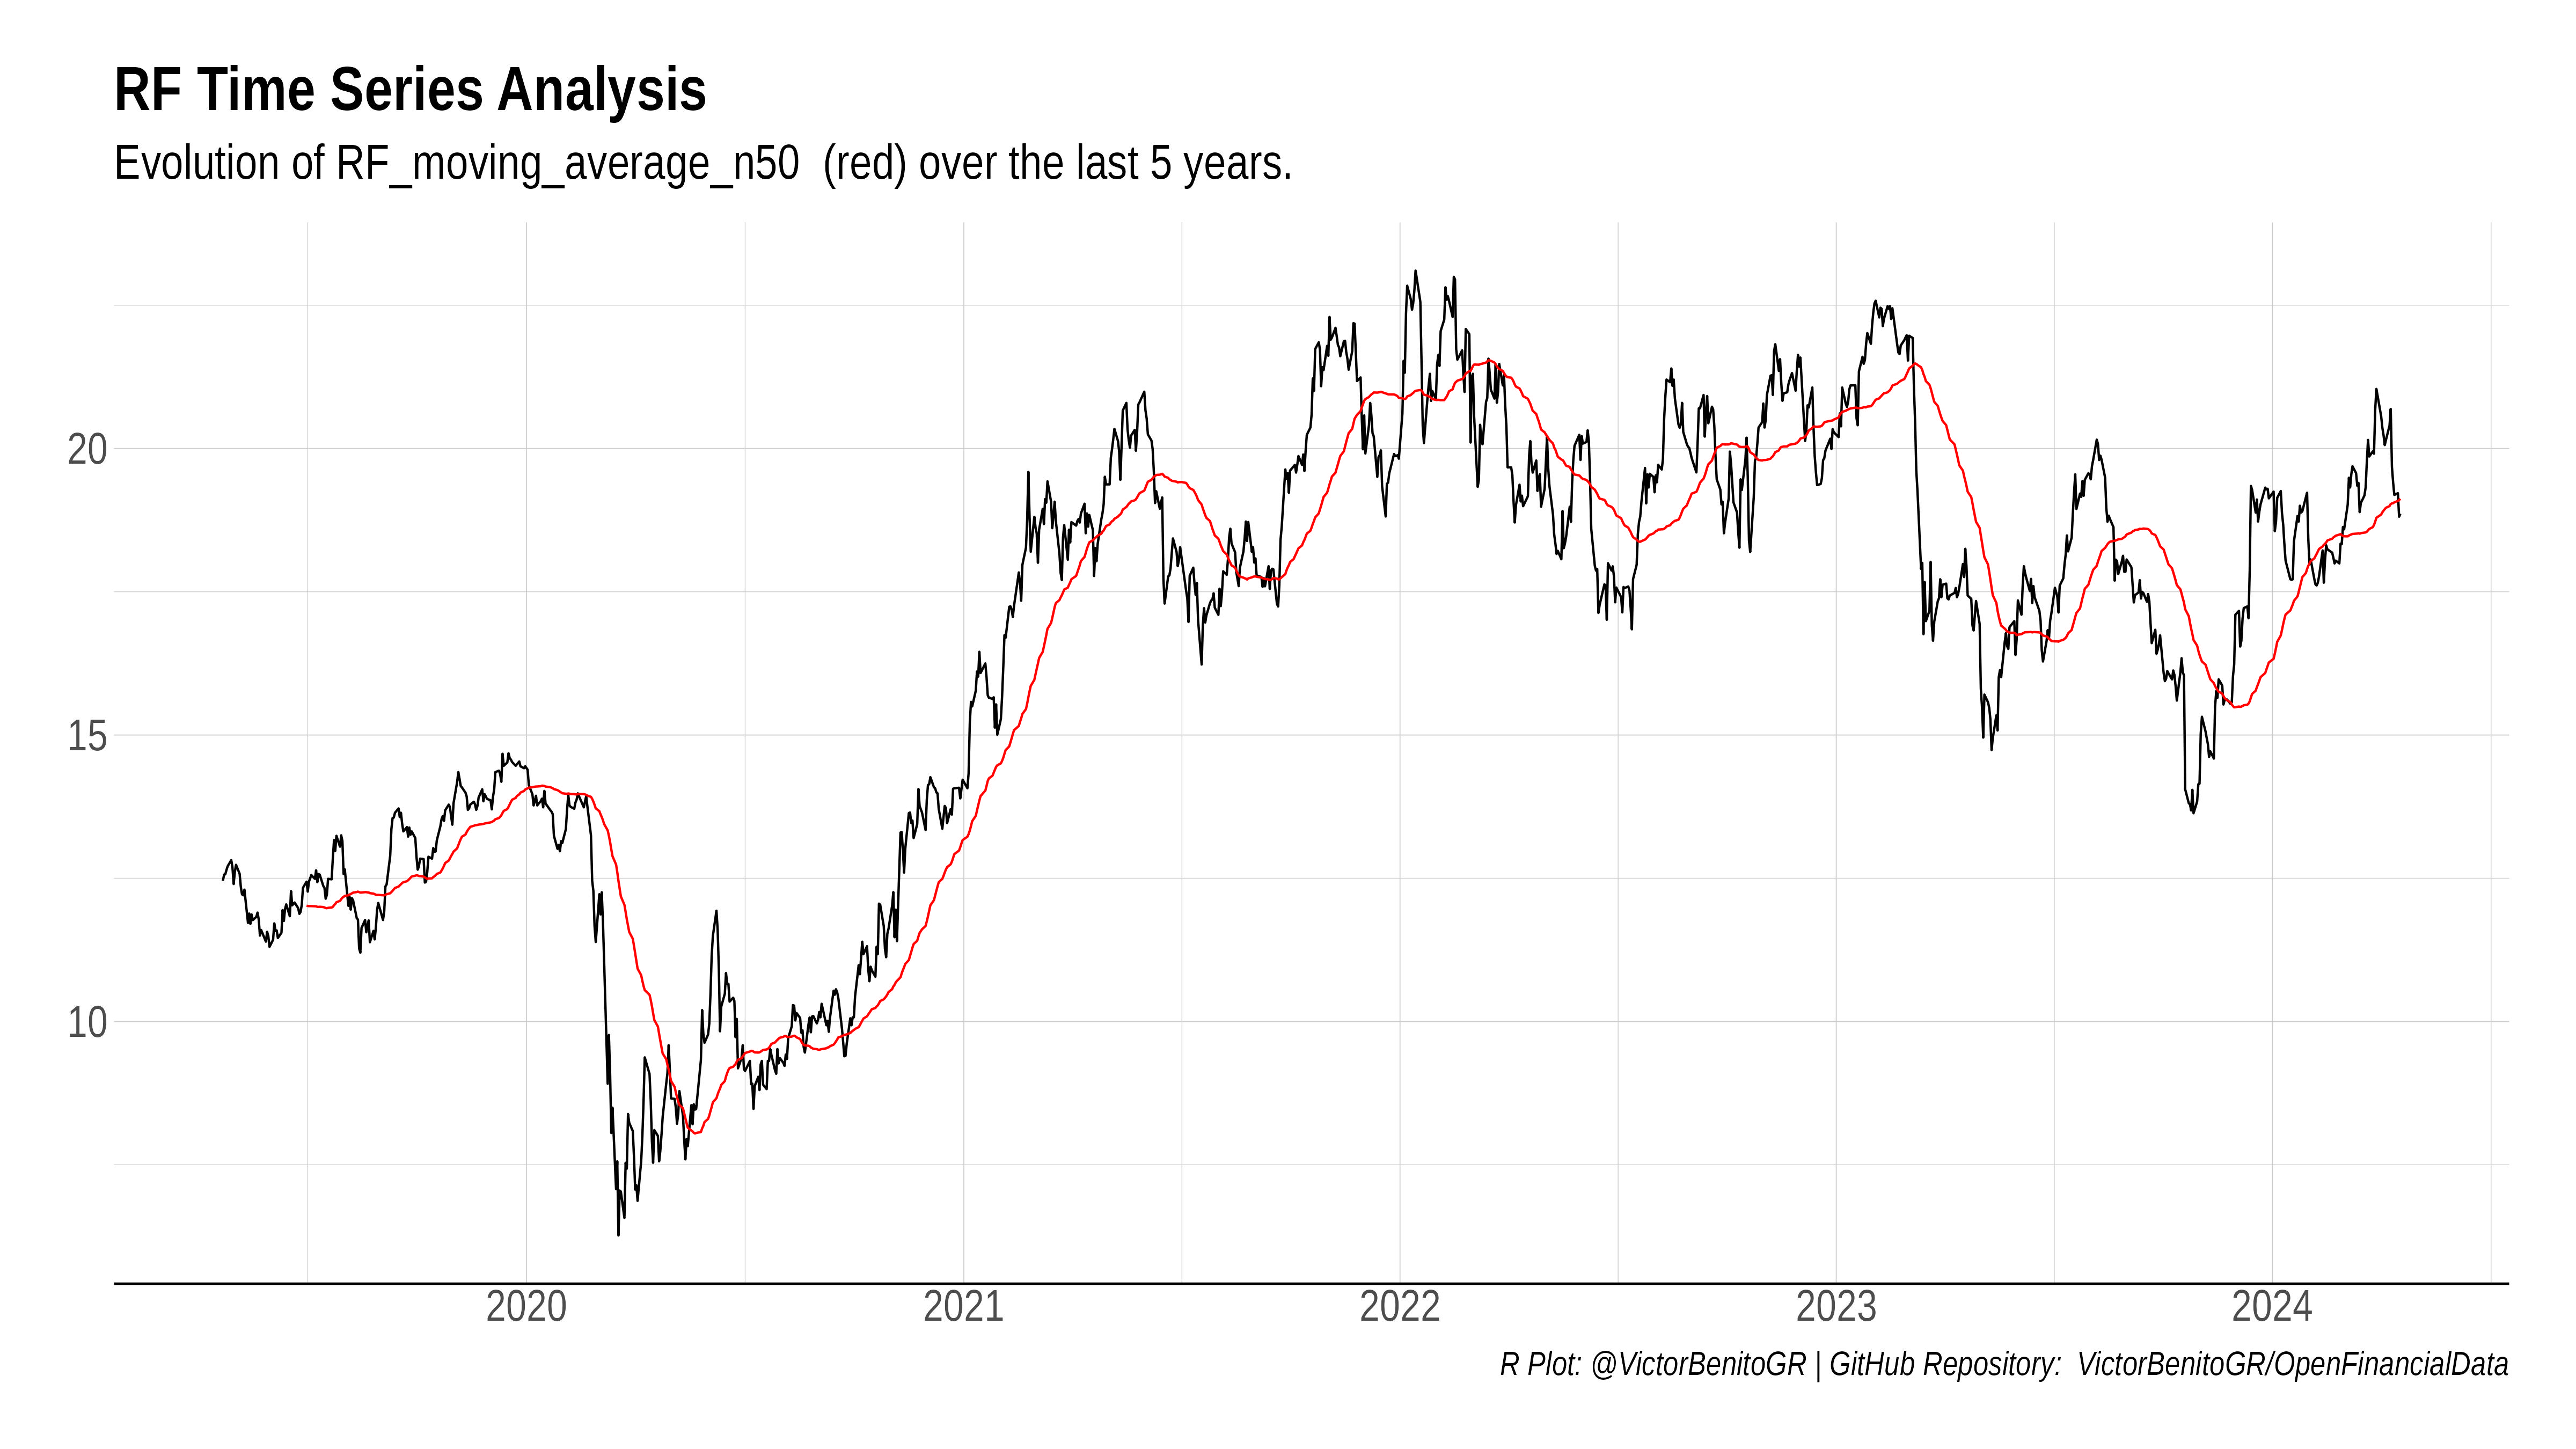 RF Time Series Analysis
Evolution of RF_moving_average_n50  (red) over the last 5 years.
20
15
10
2020 2021 2022 2023 2024
R Plot: @VictorBenitoGR | GitHub Repository:  VictorBenitoGR/OpenFinancialData